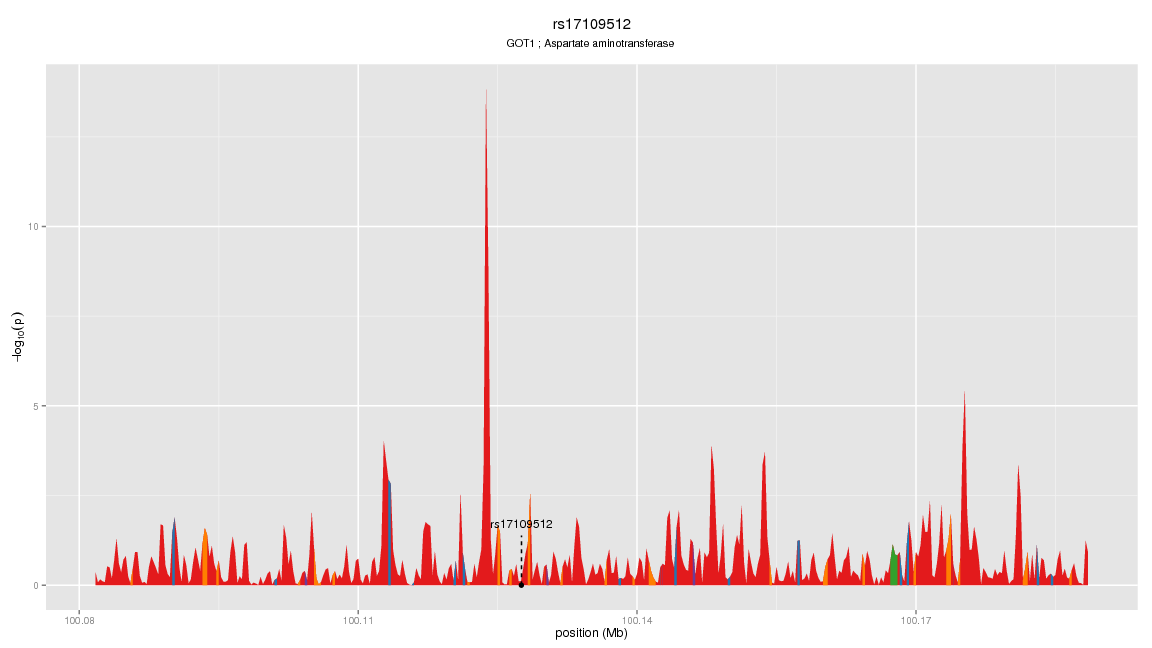 rs17109512
GOT1 ; Aspartate aminotransferase
−log10(p)
10
5
0
rs17109512
100.08
100.11
100.14
100.17
position (Mb)